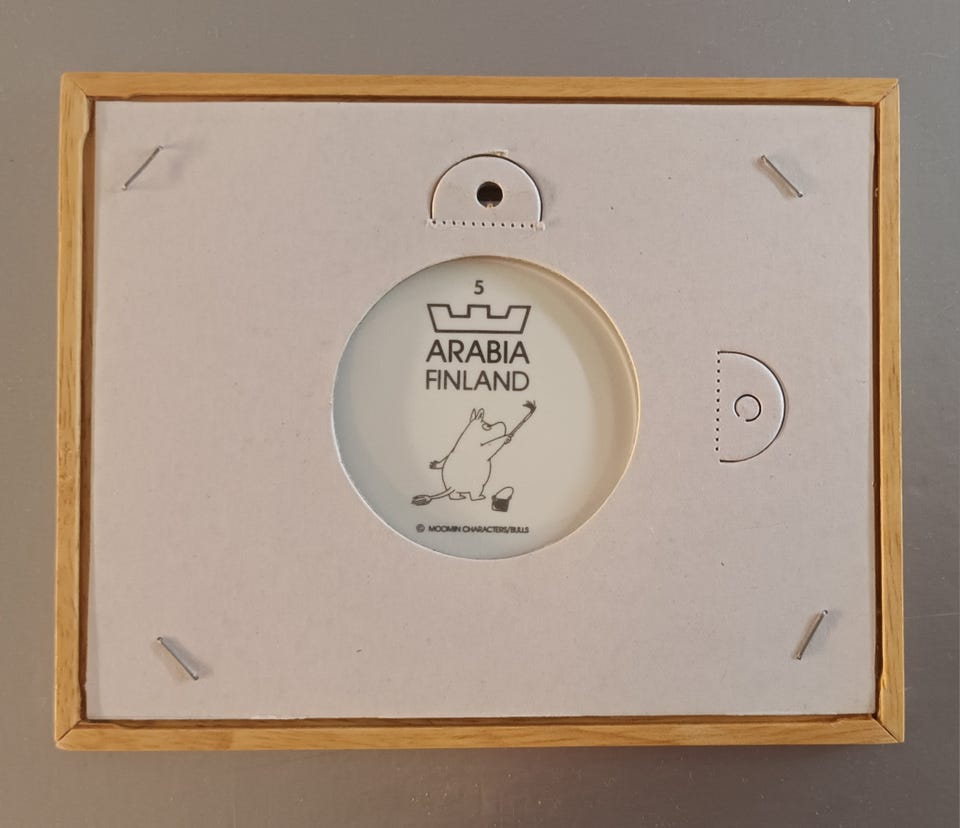 5
ARABIA
FINLAND
© MOOMIN CHARACTERS/BULLS